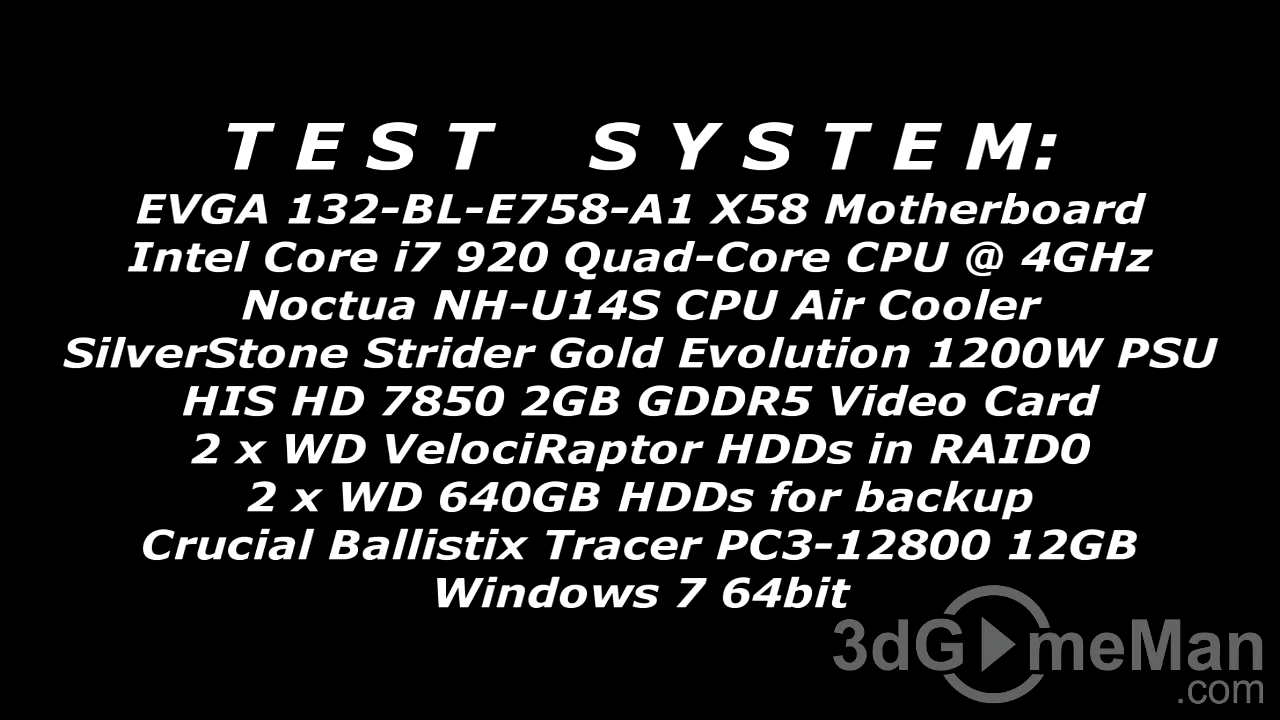 TEST SYSTEM:
EVGA 132-BL-E758-A1 X58 Motherboard
Intel Core i7 920 Quad-Core CPU @ 4GHz
Noctua NH-U14S CPU Air Cooler
SilverStone Strider Gold Evolution 1200W PSU
HIS HD 7850 2GB GDDR5 Video Card
2 x WD VelociRaptor HDDs in RAID0
2 x WD 640GB HDDs for backup
Crucial Ballistix Tracer PC3-12800 12GB
Windows 7 64bit
3dGameMan
.com